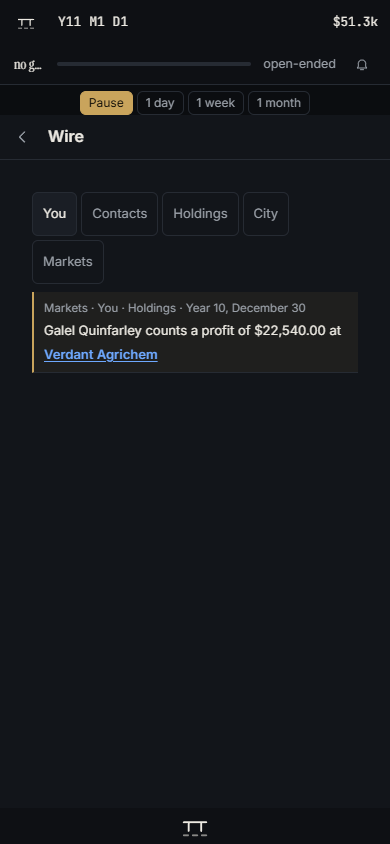 Y11 M1 D1
$51.3k
no g...
open-ended
Pause
1 day
1 week
1 month
Wire
You
Contacts
Holdings
City
Markets
Markets · You · Holdings · Year 10, December 30
Galel Quinfarley counts a profit of $22,540.00 at
Verdant Agrichem